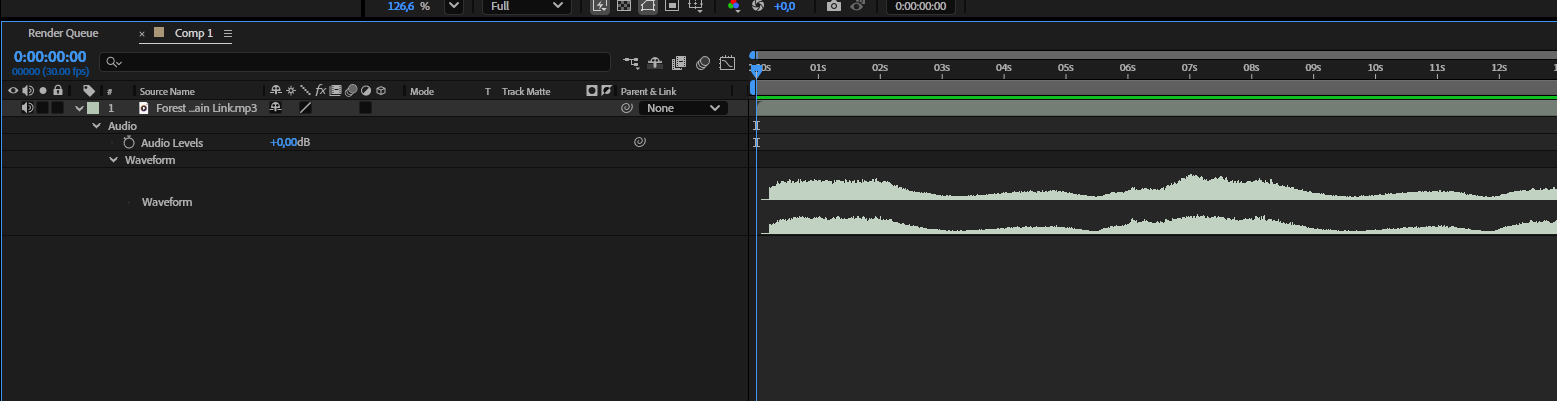 126,6 % Full +0,0 0:00:00:00
Render Queue × Comp 1
0:00:00:00
00000 (30.00 fps)
01s 02s 03s 04s 05s 06s 07s 08s 09s 10s 11s 12s
# Source Name fx Mode T Track Matte Parent & Link
1 Forest ...ain Link.mp3 None
Audio
Audio Levels +0,00dB
Waveform
Waveform